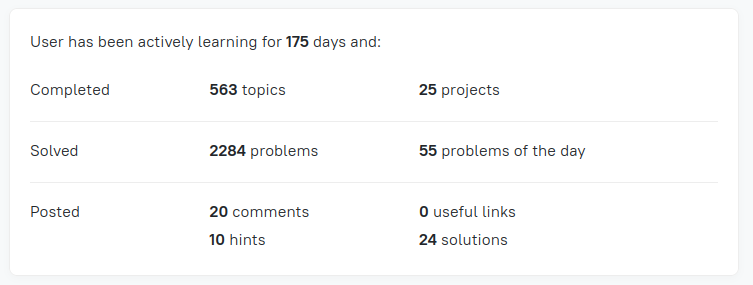 User has been actively learning for 175 days and:
Completed 563 topics 25 projects
Solved 2284 problems 55 problems of the day
Posted 20 comments 0 useful links
10 hints 24 solutions